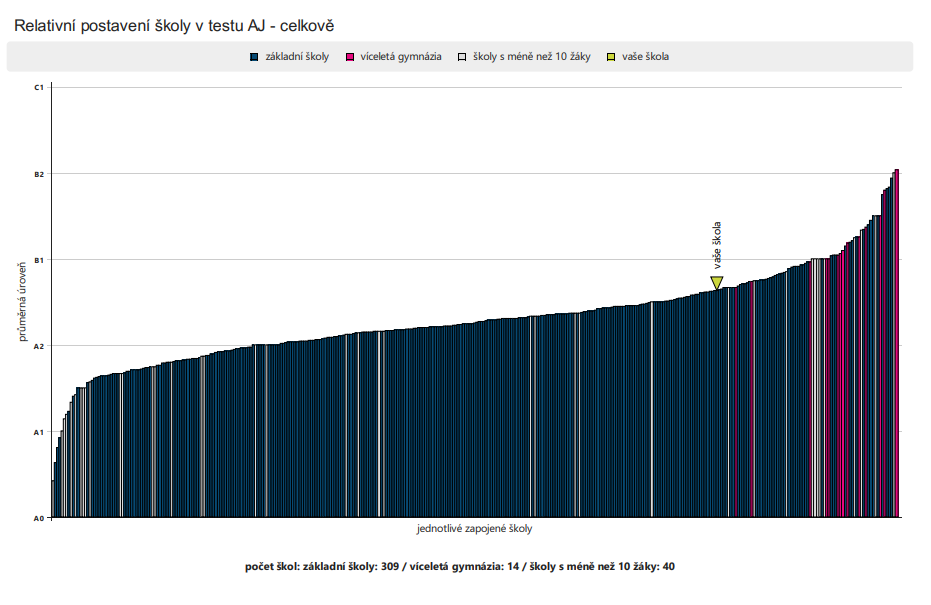 Relativní postavení školy v testu AJ - celkově
základní školy víceletá gymnázia školy s méně než 10 žáky vaše škola
C1
B2
vaše škola
B1
průměrná úroveň
A2
A1
A0
jednotlivé zapojené školy
počet škol: základní školy: 309 / víceletá gymnázia: 14 / školy s méně než 10 žáky: 40